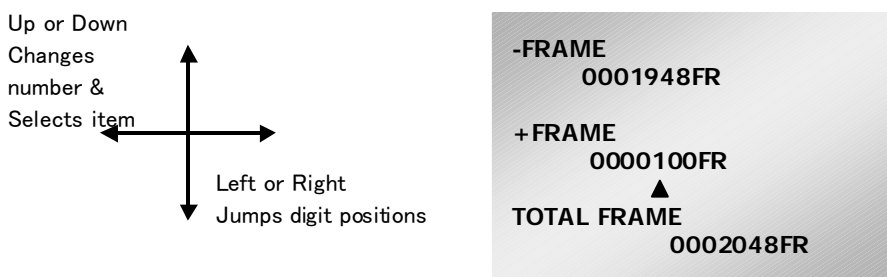 Up or Down
Changes
number &
Selects item
Left or Right
Jumps digit positions
-FRAME
0001948FR
+FRAME
0000100FR
TOTAL FRAME
0002048FR